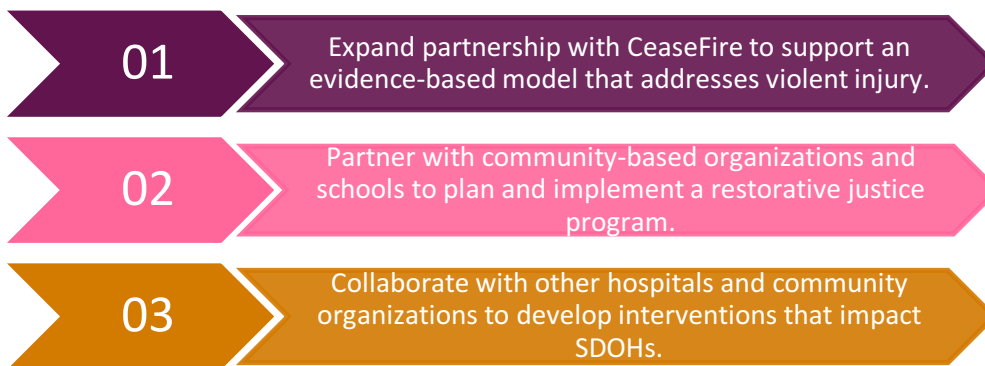 01
Expand partnership with CeaseFire to support an
evidence-based model that addresses violent injury.
02
Partner with community-based organizations and
schools to plan and implement a restorative justice
program.
03
Collaborate with other hospitals and community
organizations to develop interventions that impact
SDOHs.